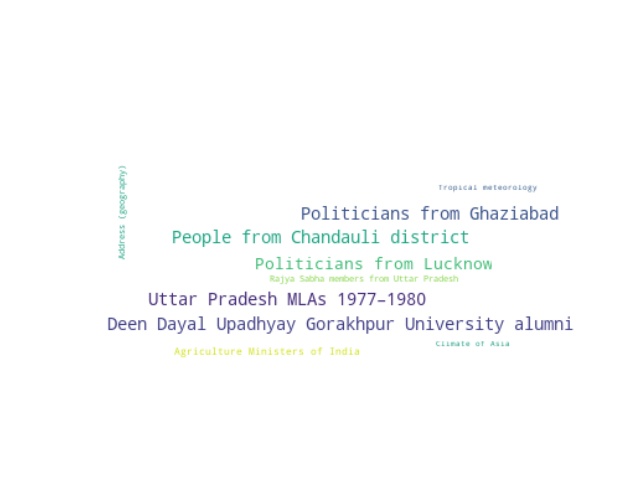 Address (geography)
Tropical meteorology
Politicians from Ghaziabad
People from Chandauli district
Politicians from Lucknow
Rajya Sabha members from Uttar Pradesh
Uttar Pradesh MLAs 1977–1980
Deen Dayal Upadhyay Gorakhpur University alumni
Climate of Asia
Agriculture Ministers of India